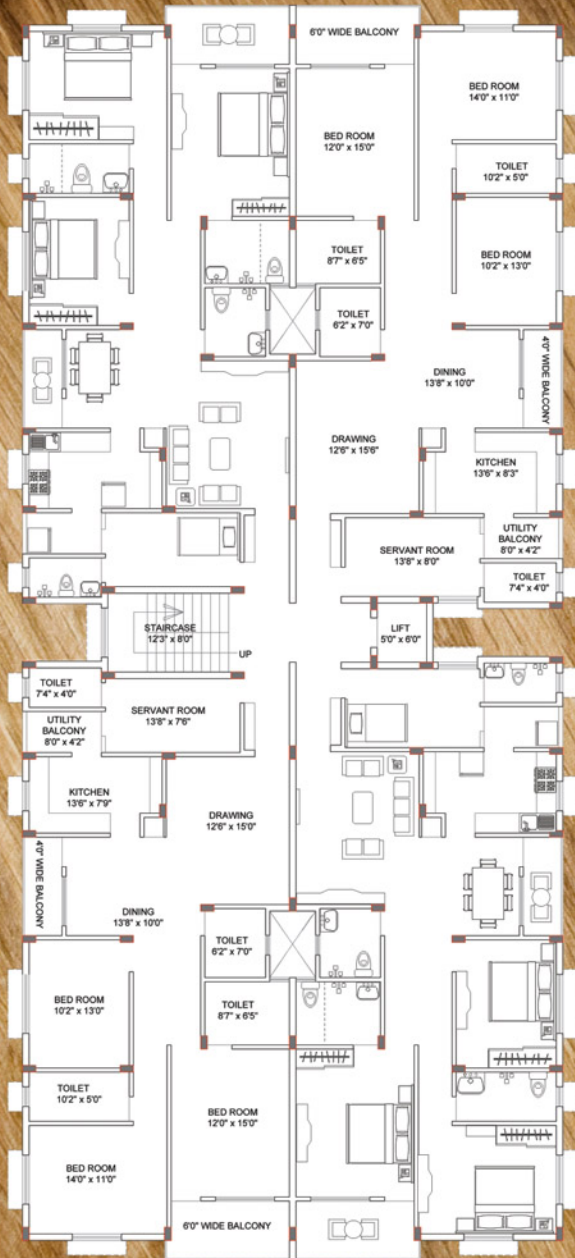 6'0" WIDE BALCONY
BED ROOM
14'0" x 11'0"
BED ROOM
12'0" x 15'0"
TOILET
10'2" x 5'0"
TOILET
8'7" x 6'5"
BED ROOM
10'2" x 13'0"
TOILET
6'2" x 7'0"
DINING
13'8" x 10'0"
4'0" WIDE BALCONY
DRAWING
12'6" x 15'6"
KITCHEN
13'6" x 8'3"
UTILITY
BALCONY
8'0" x 4'2"
SERVANT ROOM
13'8" x 8'0"
TOILET
7'4" x 4'0"
STAIRCASE
12'3" x 8'0"
UP
LIFT
5'0" x 6'0"
TOILET
7'4" x 4'0"
SERVANT ROOM
13'8" x 7'6"
UTILITY
BALCONY
8'0" x 4'2"
KITCHEN
13'6" x 7'9"
DRAWING
12'6" x 15'0"
4'0" WIDE BALCONY
DINING
13'8" x 10'0"
TOILET
6'2" x 7'0"
BED ROOM
10'2" x 13'0"
TOILET
8'7" x 6'5"
TOILET
10'2" x 5'0"
BED ROOM
12'0" x 15'0"
BED ROOM
14'0" x 11'0"
6'0" WIDE BALCONY